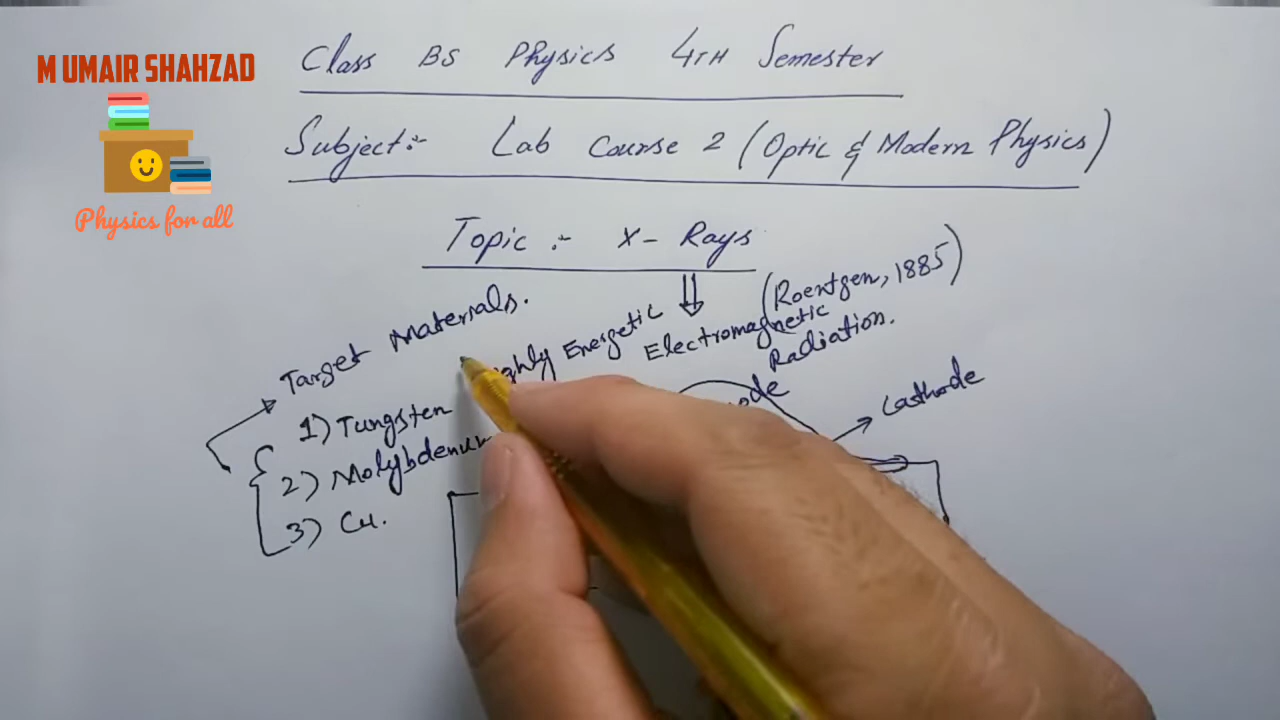 M UMAIR SHAHZAD
Physics for all
Class BS Physics 4TH Semester
Subject:- Lab Course 2 (Optic & Modern Physics)
Topic :- X-Rays
(Roentgen, 1885)
Energetic Electromagnetic
Radiation.
Target Materials.
1) Tungsten
2) Molybdenum
3) Cu.
Cathode